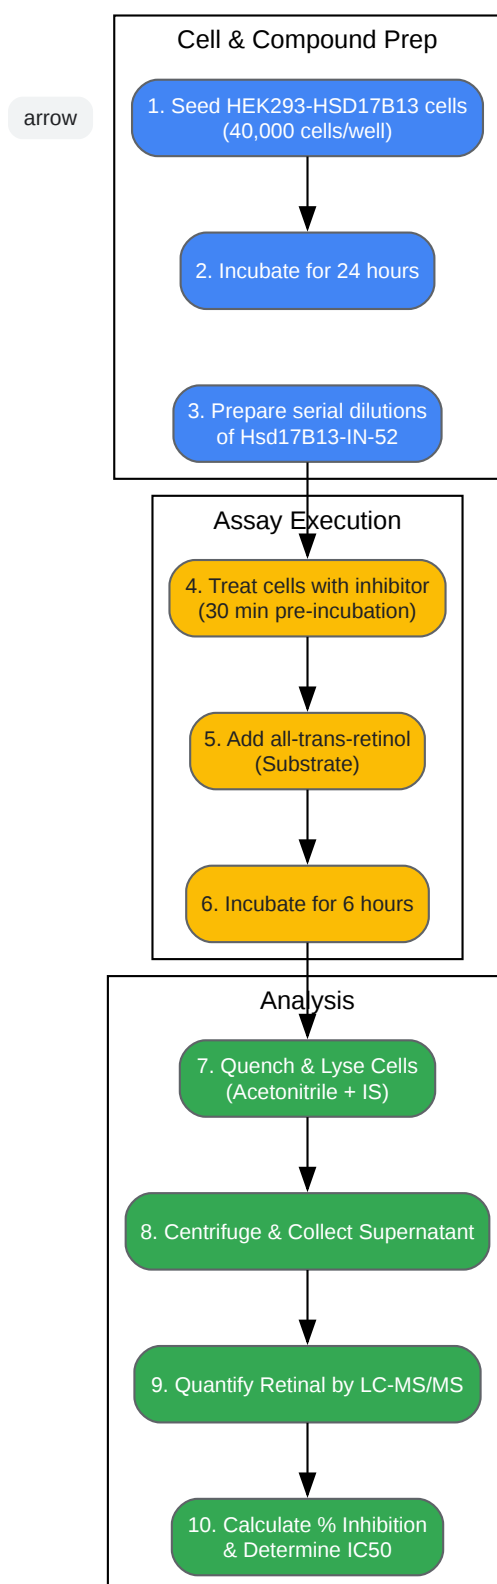 Cell & Compound Prep
arrow
1. Seed HEK293-HSD17B13 cells
(40,000 cells/well)
2. Incubate for 24 hours
3. Prepare serial dilutions
of Hsd17B13-IN-52
Assay Execution
4. Treat cells with inhibitor
(30 min pre-incubation)
5. Add all-trans-retinol
(Substrate)
6. Incubate for 6 hours
Analysis
7. Quench & Lyse Cells
(Acetonitrile + IS)
8. Centrifuge & Collect Supernatant
9. Quantify Retinal by LC-MS/MS
10. Calculate % Inhibition
& Determine IC50